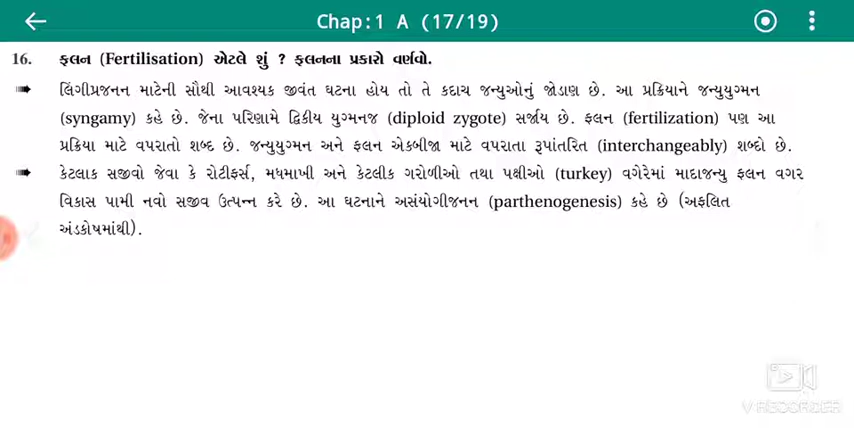 Chap:1 A (17/19)
16. ફલન (Fertilisation) એટલે શું ? ફલનના પ્રકારો વર્ણવો.
➠ લિંગીપ્રજનન માટેની સૌથી આવશ્યક જીવંત ઘટના હોય તો તે કદાચ જન્યુઓનું જોડાણ છે. આ પ્રક્રિયાને જન્યુયુગ્મન
(syngamy) કહે છે. જેના પરિણામે દ્વિકીય યુગ્મનજ (diploid zygote) સર્જાય છે. ફલન (fertilization) પણ આ
પ્રક્રિયા માટે વપરાતો શબ્દ છે. જન્યુયુગ્મન અને ફલન એકબીજા માટે વપરાતા રૂપાંતરિત (interchangeably) શબ્દો છે.
➠ કેટલાક સજીવો જેવા કે રોટીફર્સ, મધમાખી અને કેટલીક ગરોળીઓ તથા પક્ષીઓ (turkey) વગેરેમાં માદાજન્યુ ફલન વગર
વિકાસ પામી નવો સજીવ ઉત્પન્ન કરે છે. આ ઘટનાને અસંયોગીજનન (parthenogenesis) કહે છે (અફલિત
અંડકોષમાંથી).
VIRECORDER